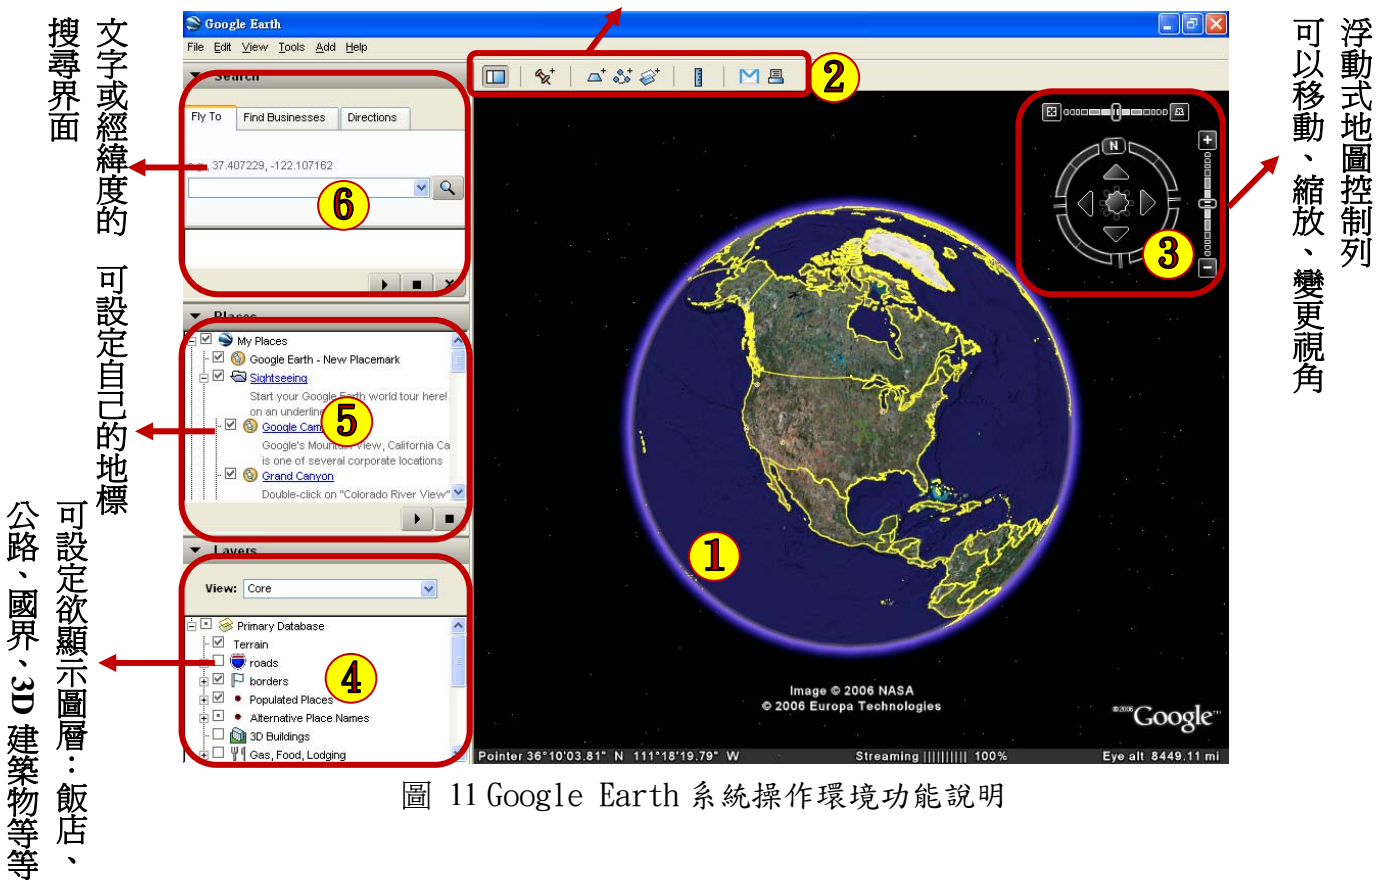 文字或經緯度的
搜尋界面
可設定自己的地標
可設定欲顯示圖層：飯店、
公路、國界、3D 建築物等等
浮動式地圖控制列
可以移動、縮放、變更視角
Google Earth
File Edit View Tools Add Help
Search
2
Fly To Find Businesses Directions
37.407229, -122.107162
6
N
3
Places
My Places
Google Earth - New Placemark
Sightseeing
Start your Google Earth world tour here!
on an underline
5
Google Cam
Google's Mountain View, California Ca
is one of several corporate locations
Grand Canyon
Double-click on "Colorado River View"
Layers
View: Core
Primary Database
Terrain
roads
borders
4
Populated Places
Alternative Place Names
3D Buildings
Gas, Food, Lodging
1
Image © 2006 NASA
© 2006 Europa Technologies
©2006 Google™
Pointer 36°10'03.81" N 111°18'19.79" W Streaming |||||||||| 100% Eye alt 8449.11 mi
圖 11 Google Earth 系統操作環境功能說明